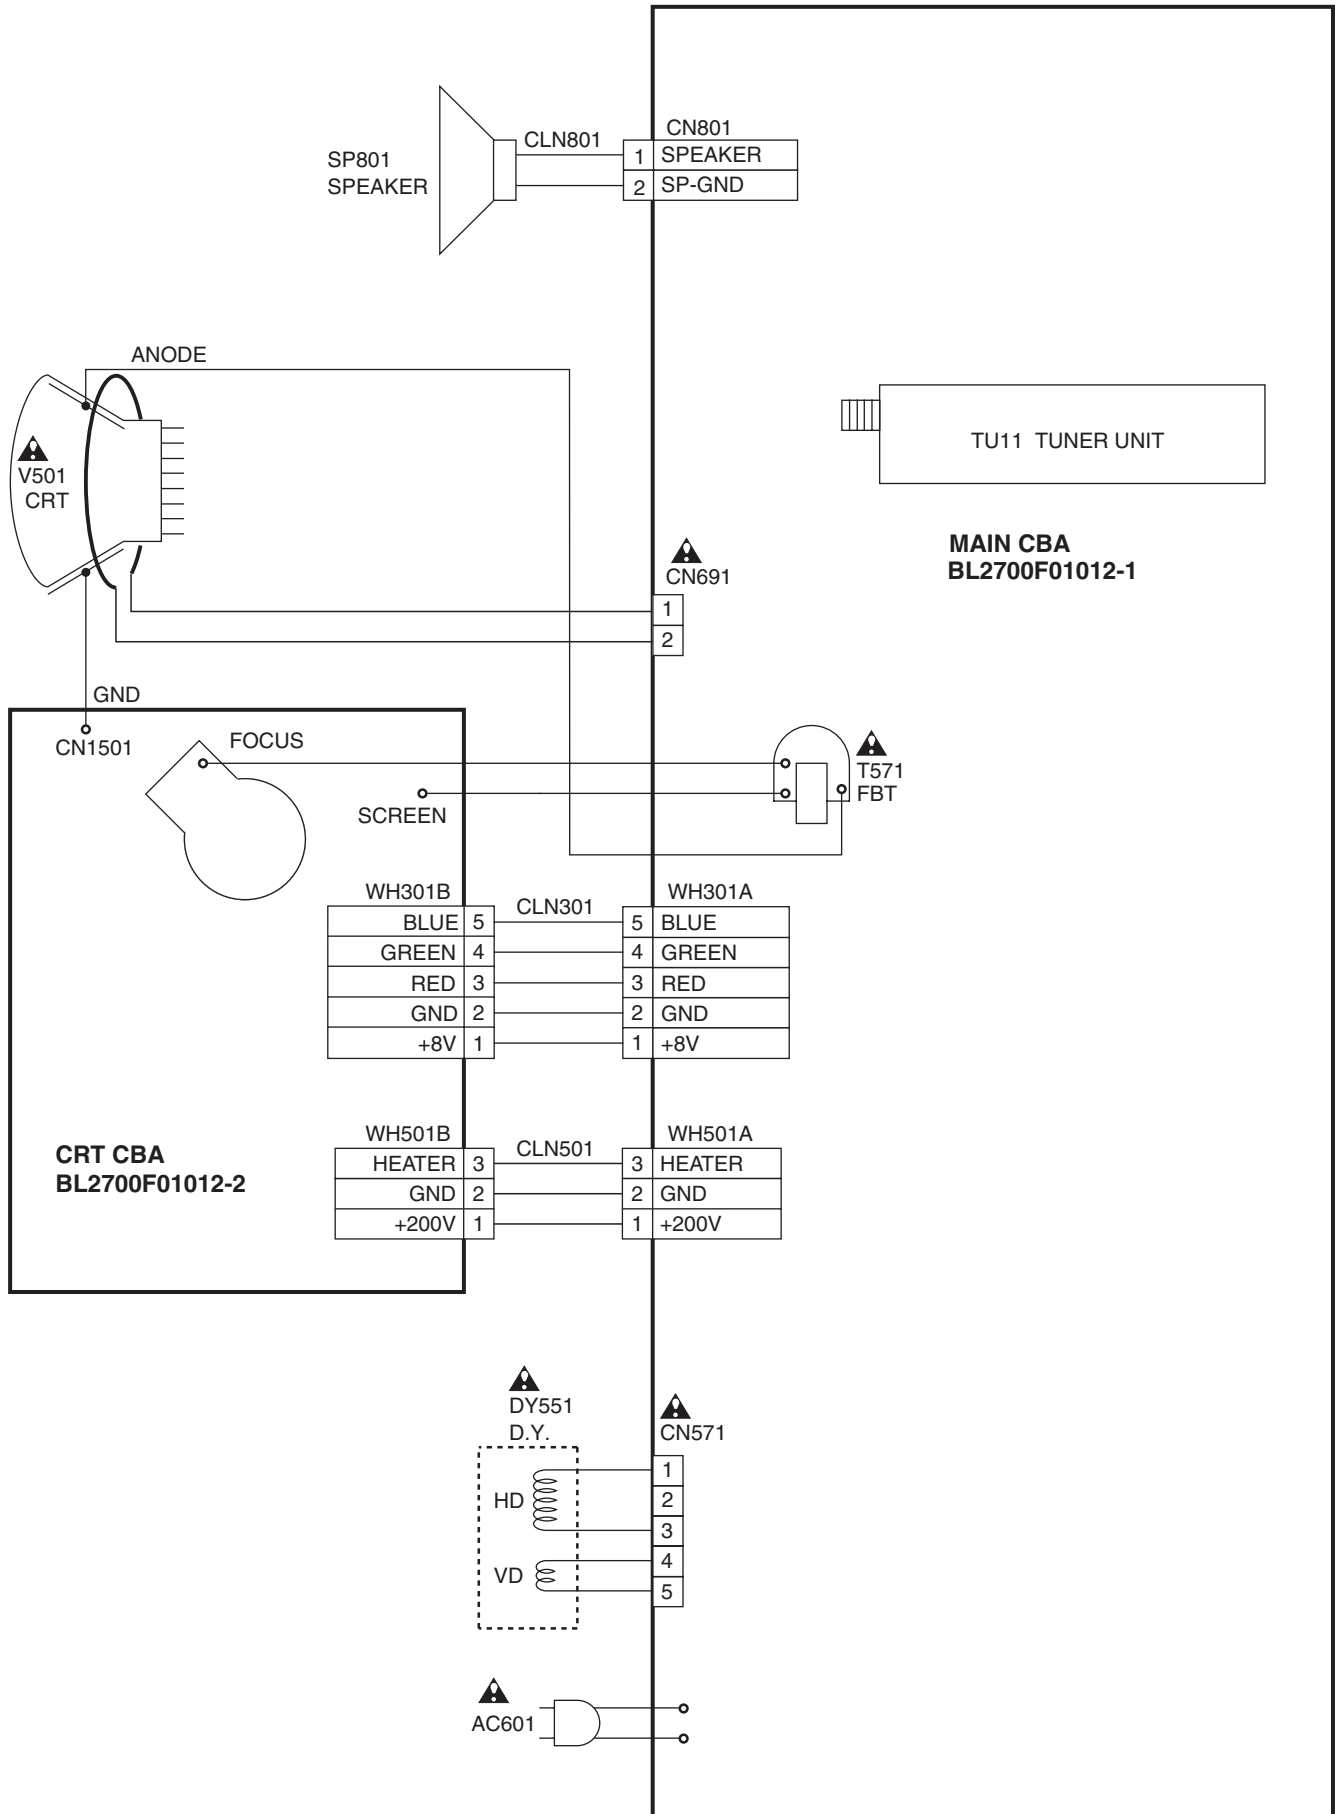 CN801
CLN801
1 SPEAKER
2 SP-GND
SP801
SPEAKER
ANODE
V501
CRT
TU11 TUNER UNIT
MAIN CBA
BL2700F01012-1
CN691
1
2
GND
CN1501
FOCUS
SCREEN
T571
FBT
WH301B CLN301 WH301A
BLUE 5 5 BLUE
GREEN 4 4 GREEN
RED 3 3 RED
GND 2 2 GND
+8V 1 1 +8V
CRT CBA
BL2700F01012-2
WH501B CLN501 WH501A
HEATER 3 3 HEATER
GND 2 2 GND
+200V 1 1 +200V
DY551
D.Y.
HD
VD
CN571
1
2
3
4
5
AC601